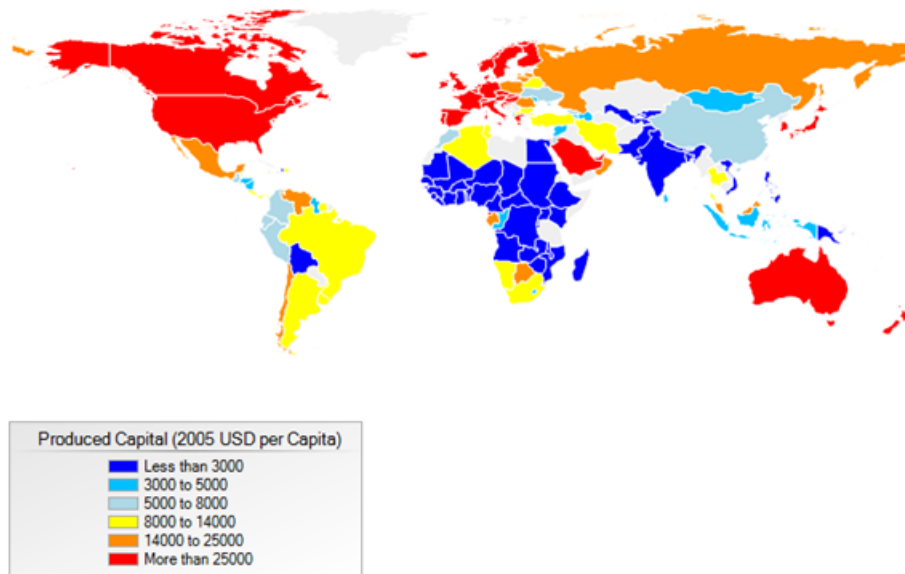 Produced Capital (2005 USD per Capita)
Less than 3000
3000 to 5000
5000 to 8000
8000 to 14000
14000 to 25000
More than 25000